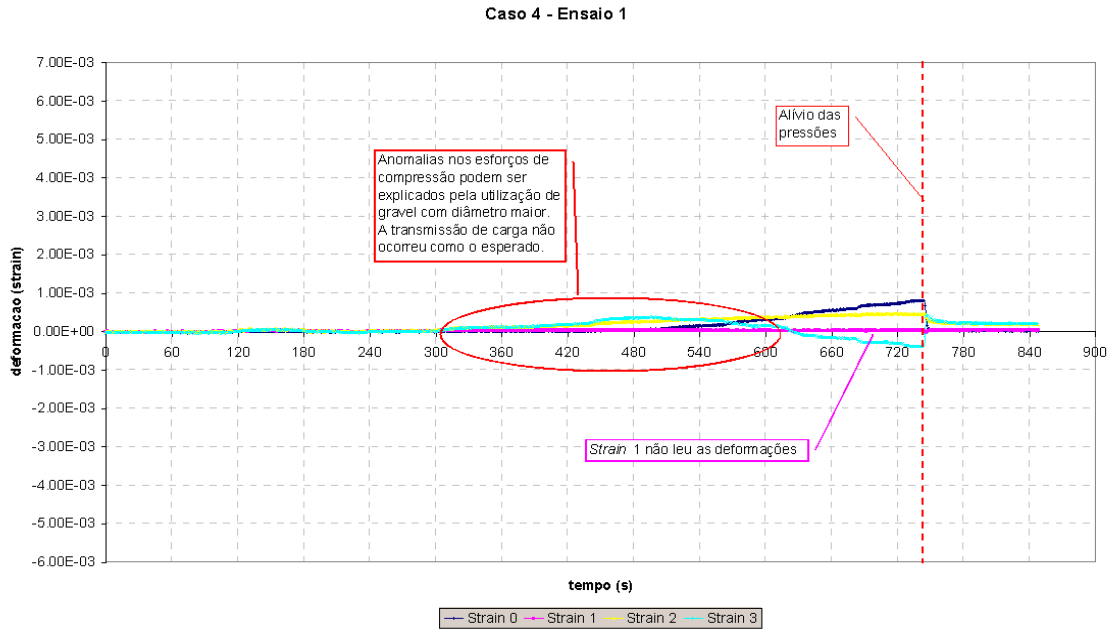 Caso 4 - Ensaio 1
7.00E-03
6.00E-03
5.00E-03
4.00E-03
3.00E-03
2.00E-03
1.00E-03
0.00E+00
-1.00E-03
-2.00E-03
-3.00E-03
-4.00E-03
-5.00E-03
-6.00E-03
deformacao (strain)
Anomalias nos esforços de
compressão podem ser
explicados pela utilização de
gravel com diâmetro maior.
A transmissão de carga não
ocorreu como o esperado.
Alívio das
pressões
0 60 120 180 240 300 360 420 480 540 600 660 720 780 840 900
Strain 1 não leu as deformações
tempo (s)
Strain 0 Strain 1 Strain 2 Strain 3